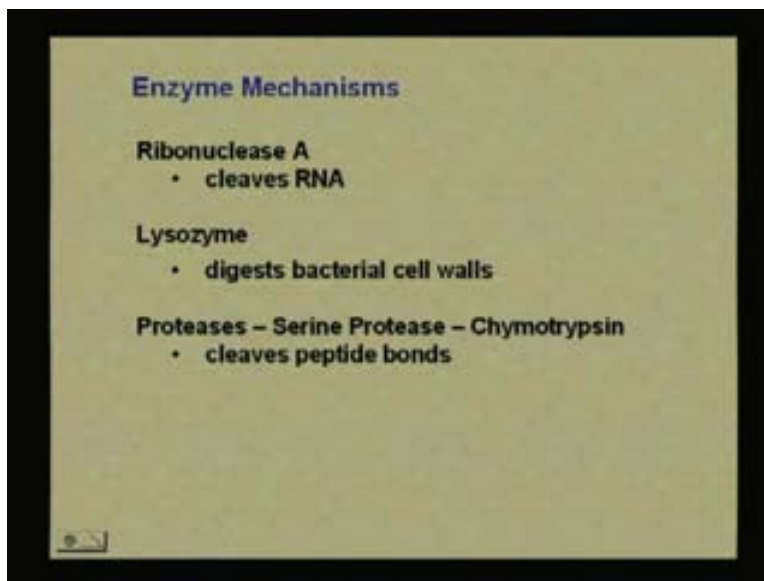 Enzyme Mechanisms
Ribonuclease A
• cleaves RNA
Lysozyme
• digests bacterial cell walls
Proteases – Serine Protease – Chymotrypsin
• cleaves peptide bonds